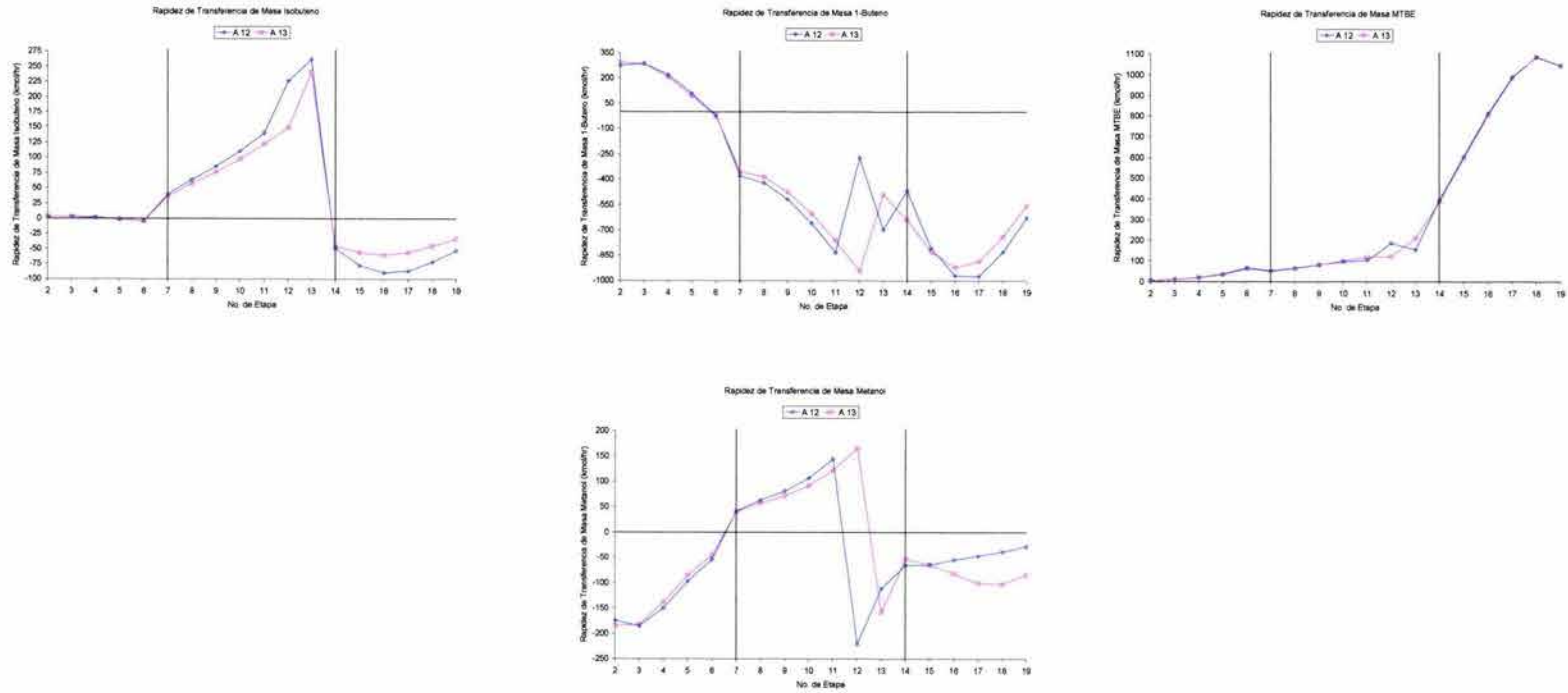 Rapidez de Transferencia de Masa Isobuteno
A 12 A 13
Rapidez de Transferencia de Masa Isobuteno (kmol/hr)
275
250
225
200
175
150
125
100
75
50
25
0
-25
-50
-75
-100
2 3 4 5 6 7 8 9 10 11 12 13 14 15 16 17 18 19
No. de Etapa
Rapidez de Transferencia de Masa 1-Buteno
A 12 A 13
Rapidez de Transferencia de Masa 1-Buteno (kmol/hr)
350
200
50
-100
-250
-400
-550
-700
-850
-1000
2 3 4 5 6 7 8 9 10 11 12 13 14 15 16 17 18 19
No. de Etapa
Rapidez de Transferencia de Masa MTBE
A 12 A 13
Rapidez de Transferencia de Masa MTBE (kmol/hr)
1100
1000
900
800
700
600
500
400
300
200
100
0
2 3 4 5 6 7 8 9 10 11 12 13 14 15 16 17 18 19
No. de Etapa
Rapidez de Transferencia de Masa Metanol
A 12 A 13
Rapidez de Transferencia de Masa Metanol (kmol/hr)
200
150
100
50
0
-50
-100
-150
-200
-250
2 3 4 5 6 7 8 9 10 11 12 13 14 15 16 17 18 19
No. de Etapa